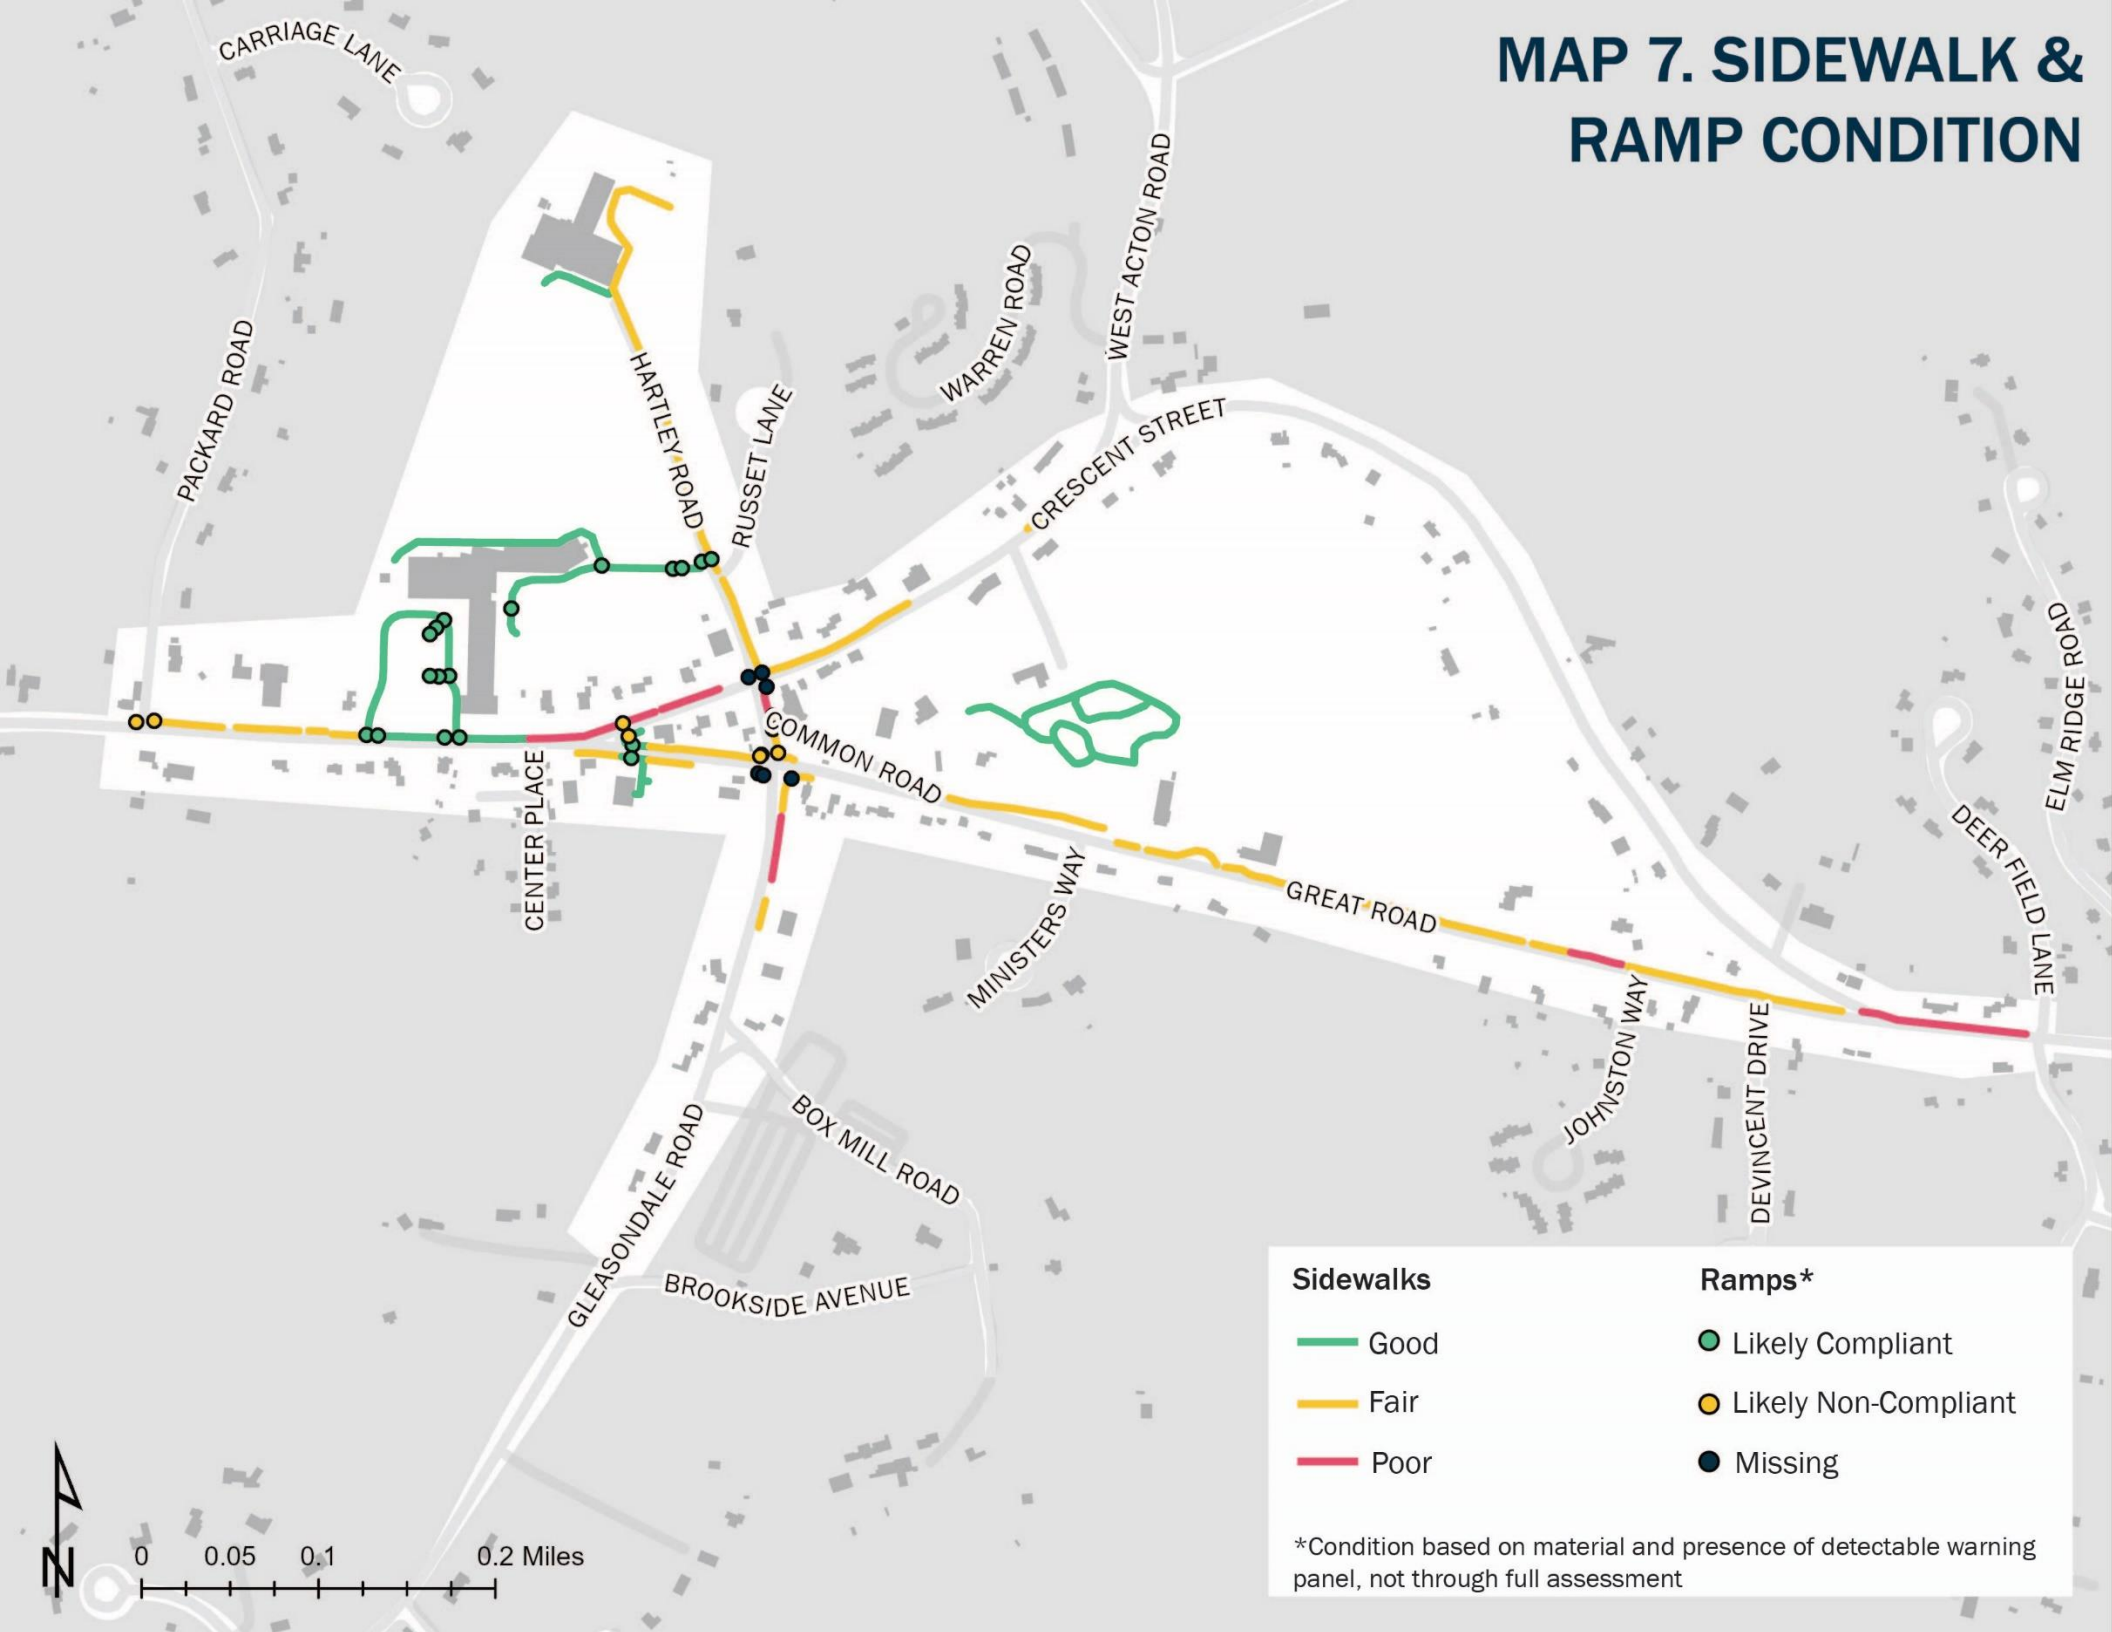 MAP 7. SIDEWALK &
RAMP CONDITION
CARRIAGE LANE
PACKARD ROAD
HARTLEY ROAD
RUSSET LANE
WARREN ROAD
WEST ACTON ROAD
CRESCENT STREET
COMMON ROAD
CENTER PLACE
MINISTERS WAY
GREAT ROAD
ELM RIDGE ROAD
DEER FIELD LANE
JOHNSTON WAY
DEVINCENT DRIVE
BOX MILL ROAD
GLEASONDALE ROAD
BROOKSIDE AVENUE
Sidewalks
Good
Fair
Poor
Ramps*
Likely Compliant
Likely Non-Compliant
Missing
*Condition based on material and presence of detectable warning
panel, not through full assessment
N
0 0.05 0.1 0.2 Miles